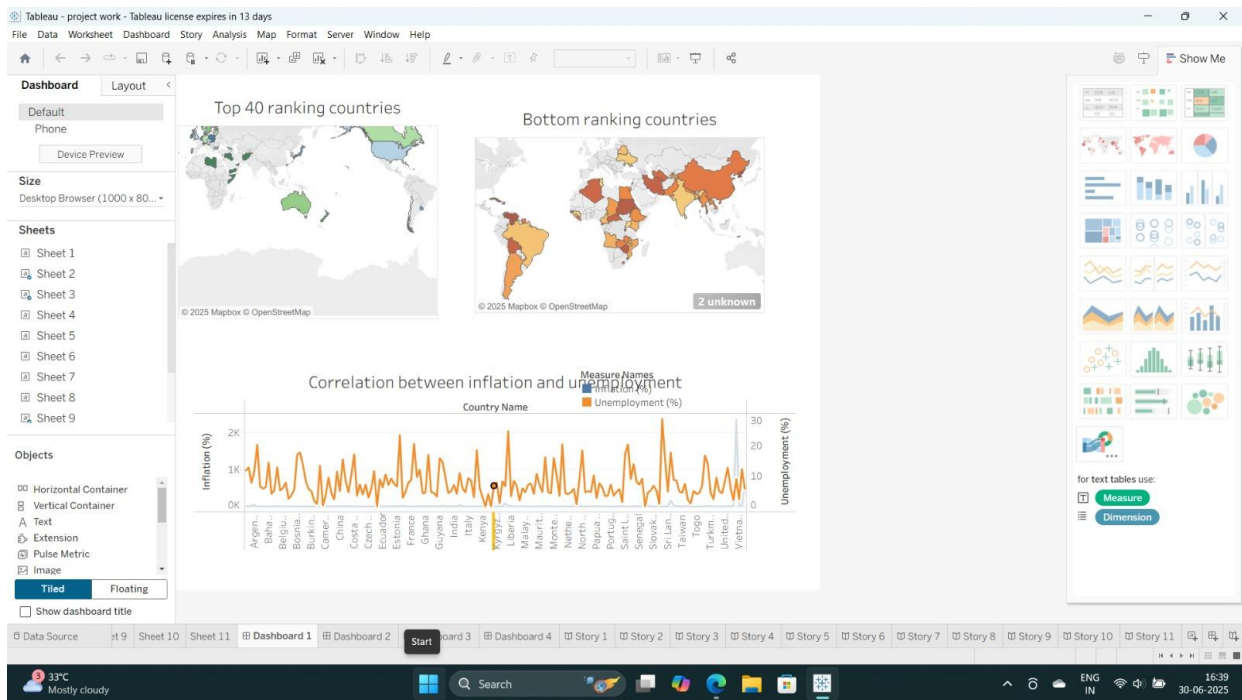 Tableau - project work - Tableau license expires in 13 days
File Data Worksheet Dashboard Story Analysis Map Format Server Window Help
Show Me
Dashboard Layout
Default
Phone
Device Preview
Size
Desktop Browser (1000 x 80...
Sheets
Sheet 1
Sheet 2
Sheet 3
Sheet 4
Sheet 5
Sheet 6
Sheet 7
Sheet 8
Sheet 9
Objects
Horizontal Container
Vertical Container
Text
Extension
Pulse Metric
Image
Tiled Floating
Show dashboard title
Top 40 ranking countries
© 2025 Mapbox © OpenStreetMap
Bottom ranking countries
© 2025 Mapbox © OpenStreetMap
2 unknown
Correlation between inflation and unemployment
Measure Names
Inflation (%)
Unemployment (%)
Country Name
Inflation (%)
2K
1K
0K
30
20
10
0
Unemployment (%)
Argen..
Baha..
Belgiu..
Bosnia..
Burkin..
Camer..
China
Costa ..
Czech ..
Ecuador
Estonia
France
Ghana
Guyana
India
Italy
Kenya
Kyrgyz..
Liberia
Malay..
Maurit..
Monte..
Nethe..
North ..
Papua ..
Portug..
Saint L..
Senegal
Slovak..
Sri Lan..
Taiwan
Togo
Turkm..
United..
Vietna..
for text tables use:
Measure
Dimension
Data Source et 9 Sheet 10 Sheet 11 Dashboard 1 Dashboard 2 board 3 Dashboard 4 Story 1 Story 2 Story 3 Story 4 Story 5 Story 6 Story 7 Story 8 Story 9 Story 10 Story 11
Start
3
33°C
Mostly cloudy
Search
ENG
IN
16:39
30-06-2025